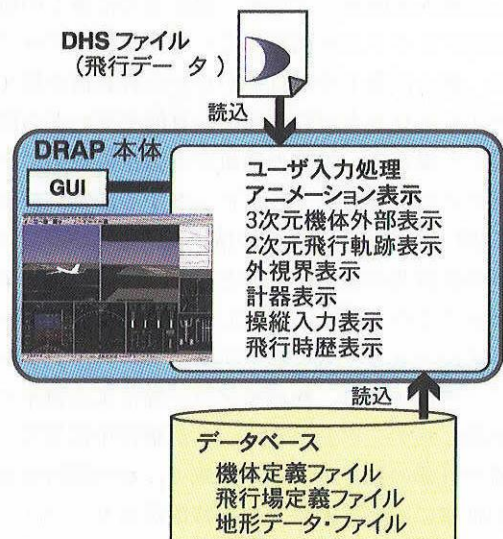 DHS ファイル
(飛行デー タ)
読込
DRAP 本体
GUI
ユーザ入力処理
アニメーション表示
3次元機体外部表示
2次元飛行軌跡表示
外視界表示
計器表示
操縦入力表示
飛行時歴表示
読込
データベース
機体定義ファイル
飛行場定義ファイル
地形データ・ファイル